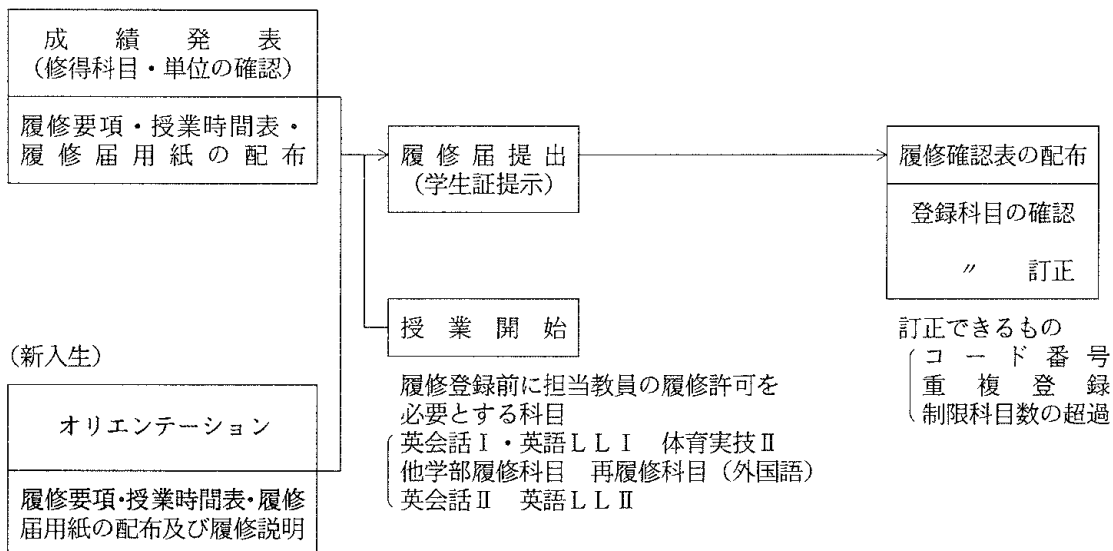 成績発表
(修得科目・単位の確認)
履修要項・授業時間表・
履修届用紙の配布
(新入生)
オリエンテーション
履修要項・授業時間表・履修
届用紙の配布及び履修説明
履修届提出
(学生証提示)
授業開始
履修登録前に担当教員の履修許可を
必要とする科目
英会話Ⅰ・英語LLⅠ 体育実技Ⅱ
他学部履修科目 再履修科目(外国語)
英会話Ⅱ 英語LLⅡ
履修確認表の配布
登録科目の確認
〃 訂正
訂正できるもの
コード番号
重複登録
制限科目数の超過